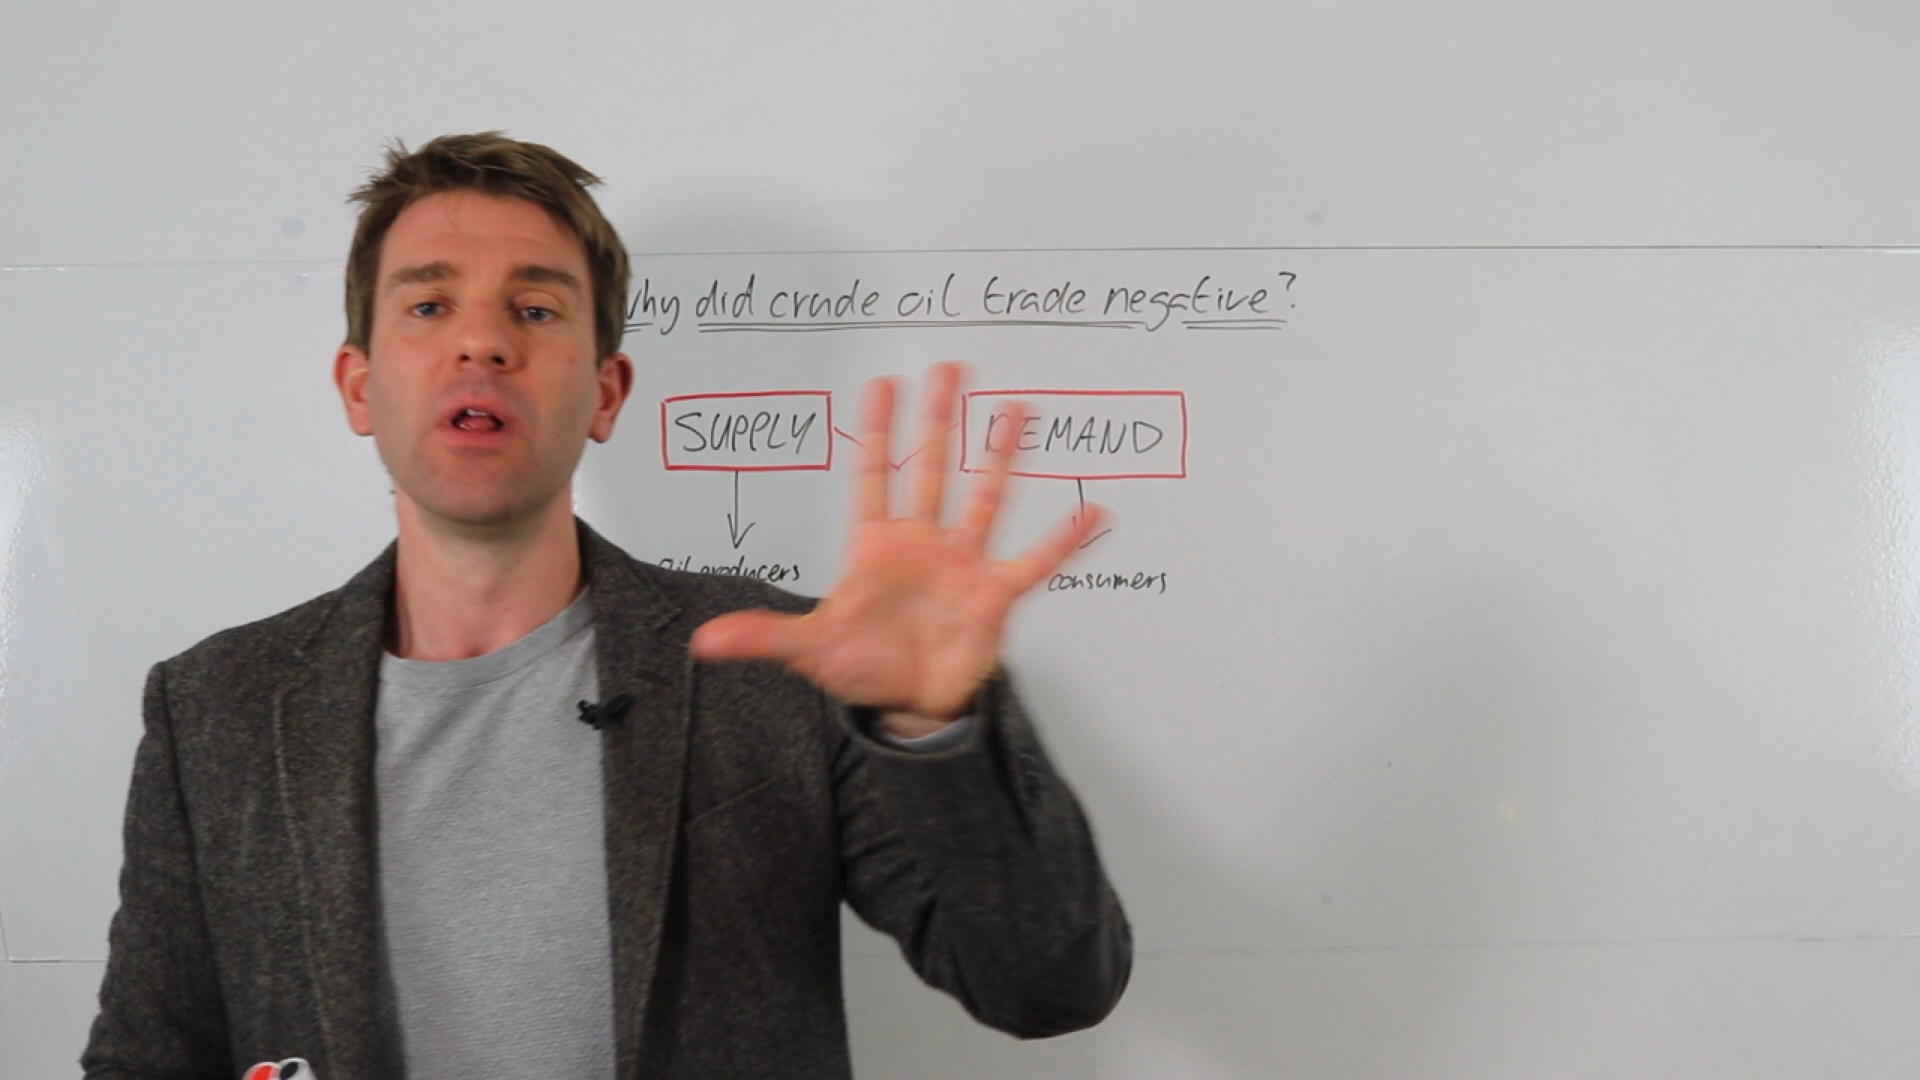 Why did crude oil trade negative?
SUPPLY DEMAND
oil producers consumers